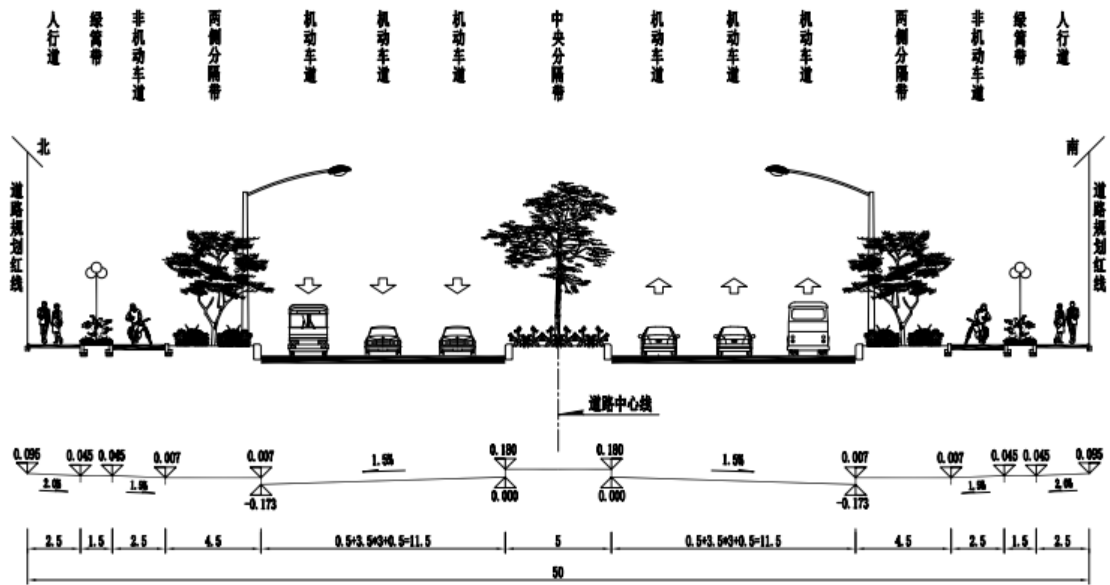 人行道
绿篱带
非机动车道
两侧分隔带
机动车道
机动车道
机动车道
中央分隔带
机动车道
机动车道
机动车道
两侧分隔带
非机动车道
绿篱带
人行道
北
南
道路规划红线
道路规划红线
道路中心线
0.095 0.045 0.045 0.007 0.007 0.180 0.180 0.007 0.007 0.045 0.045 0.095
2.0% 1.5% 1.5% 1.5% 1.5% 2.0%
-0.173 0.000 0.000 -0.173
2.5 1.5 2.5 4.5 0.5+3.5*3+0.5=11.5 5 0.5+3.5*3+0.5=11.5 4.5 2.5 1.5 2.5
50